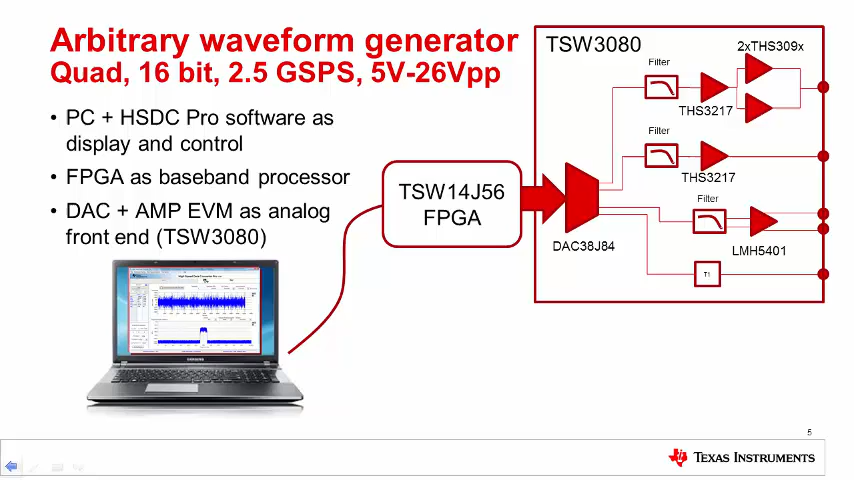 Arbitrary waveform generator
Quad, 16 bit, 2.5 GSPS, 5V-26Vpp
• PC + HSDC Pro software as
display and control
• FPGA as baseband processor
• DAC + AMP EVM as analog
front end (TSW3080)
TSW14J56
FPGA
TSW3080
2xTHS309x
Filter
THS3217
Filter
THS3217
Filter
LMH5401
DAC38J84
T1
SAMSUNG
5
TEXAS INSTRUMENTS